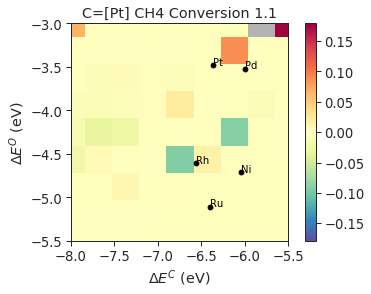 C=[Pt] CH4 Conversion 1.1
ΔE^O (eV)
−3.0
−3.5
−4.0
−4.5
−5.0
−5.5
Pt
Pd
Rh
Ni
Ru
−8.0 −7.5 −7.0 −6.5 −6.0 −5.5
ΔE^C (eV)
0.15
0.10
0.05
0.00
−0.05
−0.10
−0.15